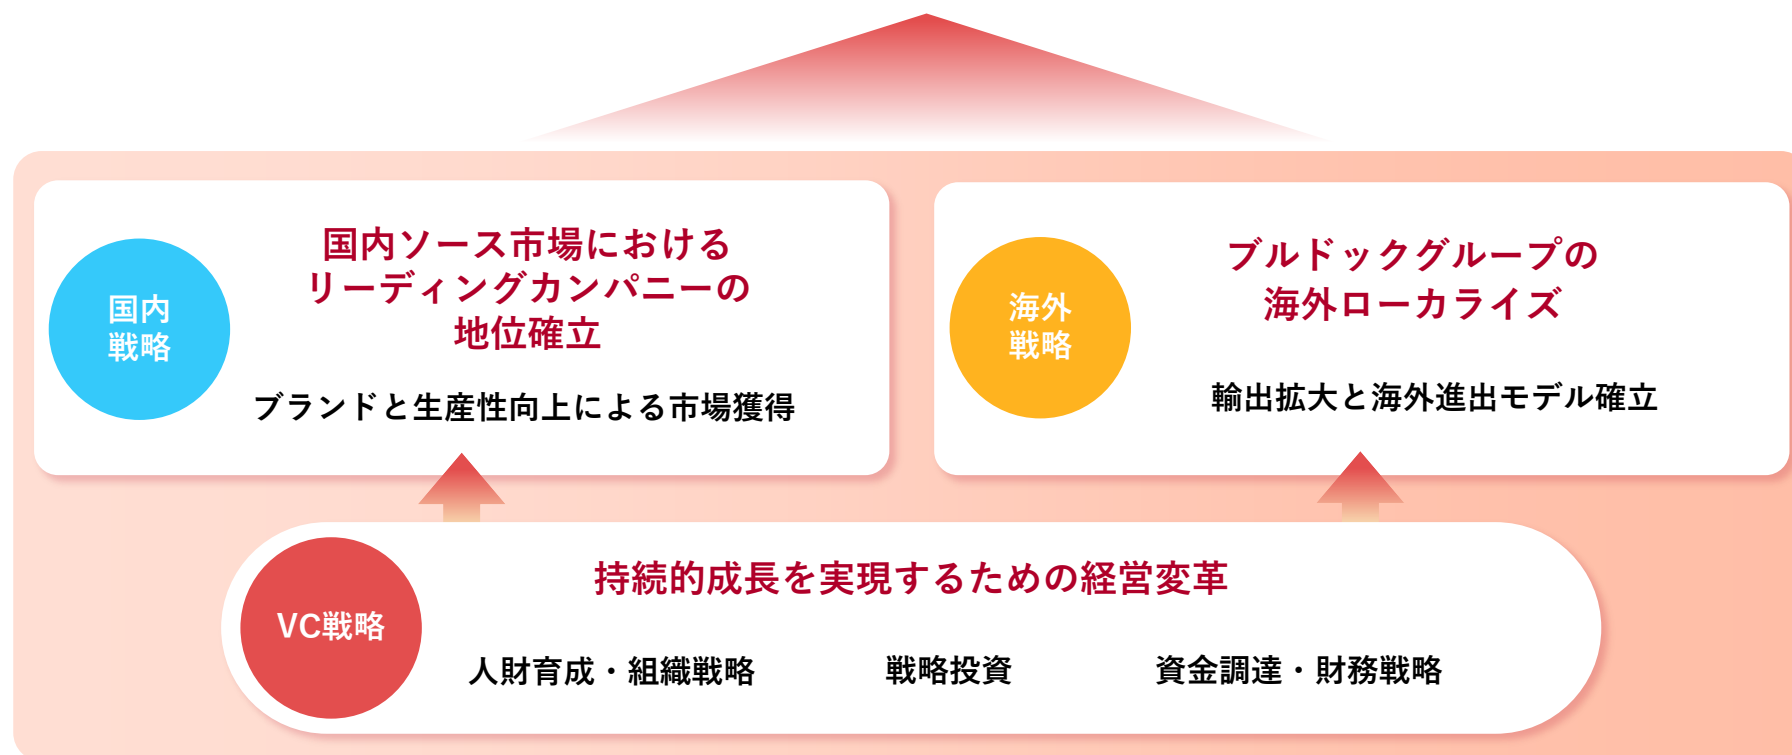 国内
戦略
国内ソース市場における
リーディングカンパニーの
地位確立
ブランドと生産性向上による市場獲得
海外
戦略
ブルドックグループの
海外ローカライズ
輸出拡大と海外進出モデル確立
VC戦略
持続的成長を実現するための経営変革
人財育成・組織戦略
戦略投資
資金調達・財務戦略